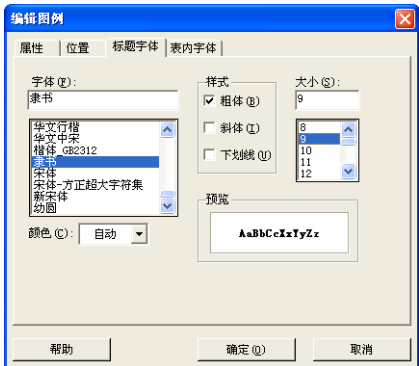 编辑图例
属性 位置 标题字体 表内字体
字体(F):
隶书
华文行楷
华文中宋
楷体_GB2312
隶书
宋体
宋体-方正超大字符集
新宋体
幼圆
颜色(C): 自动
样式
粗体(B)
斜体(I)
下划线(U)
大小(S):
9
8
9
10
11
12
预览
AaBbCcXxYyZz
帮助 确定(O) 取消